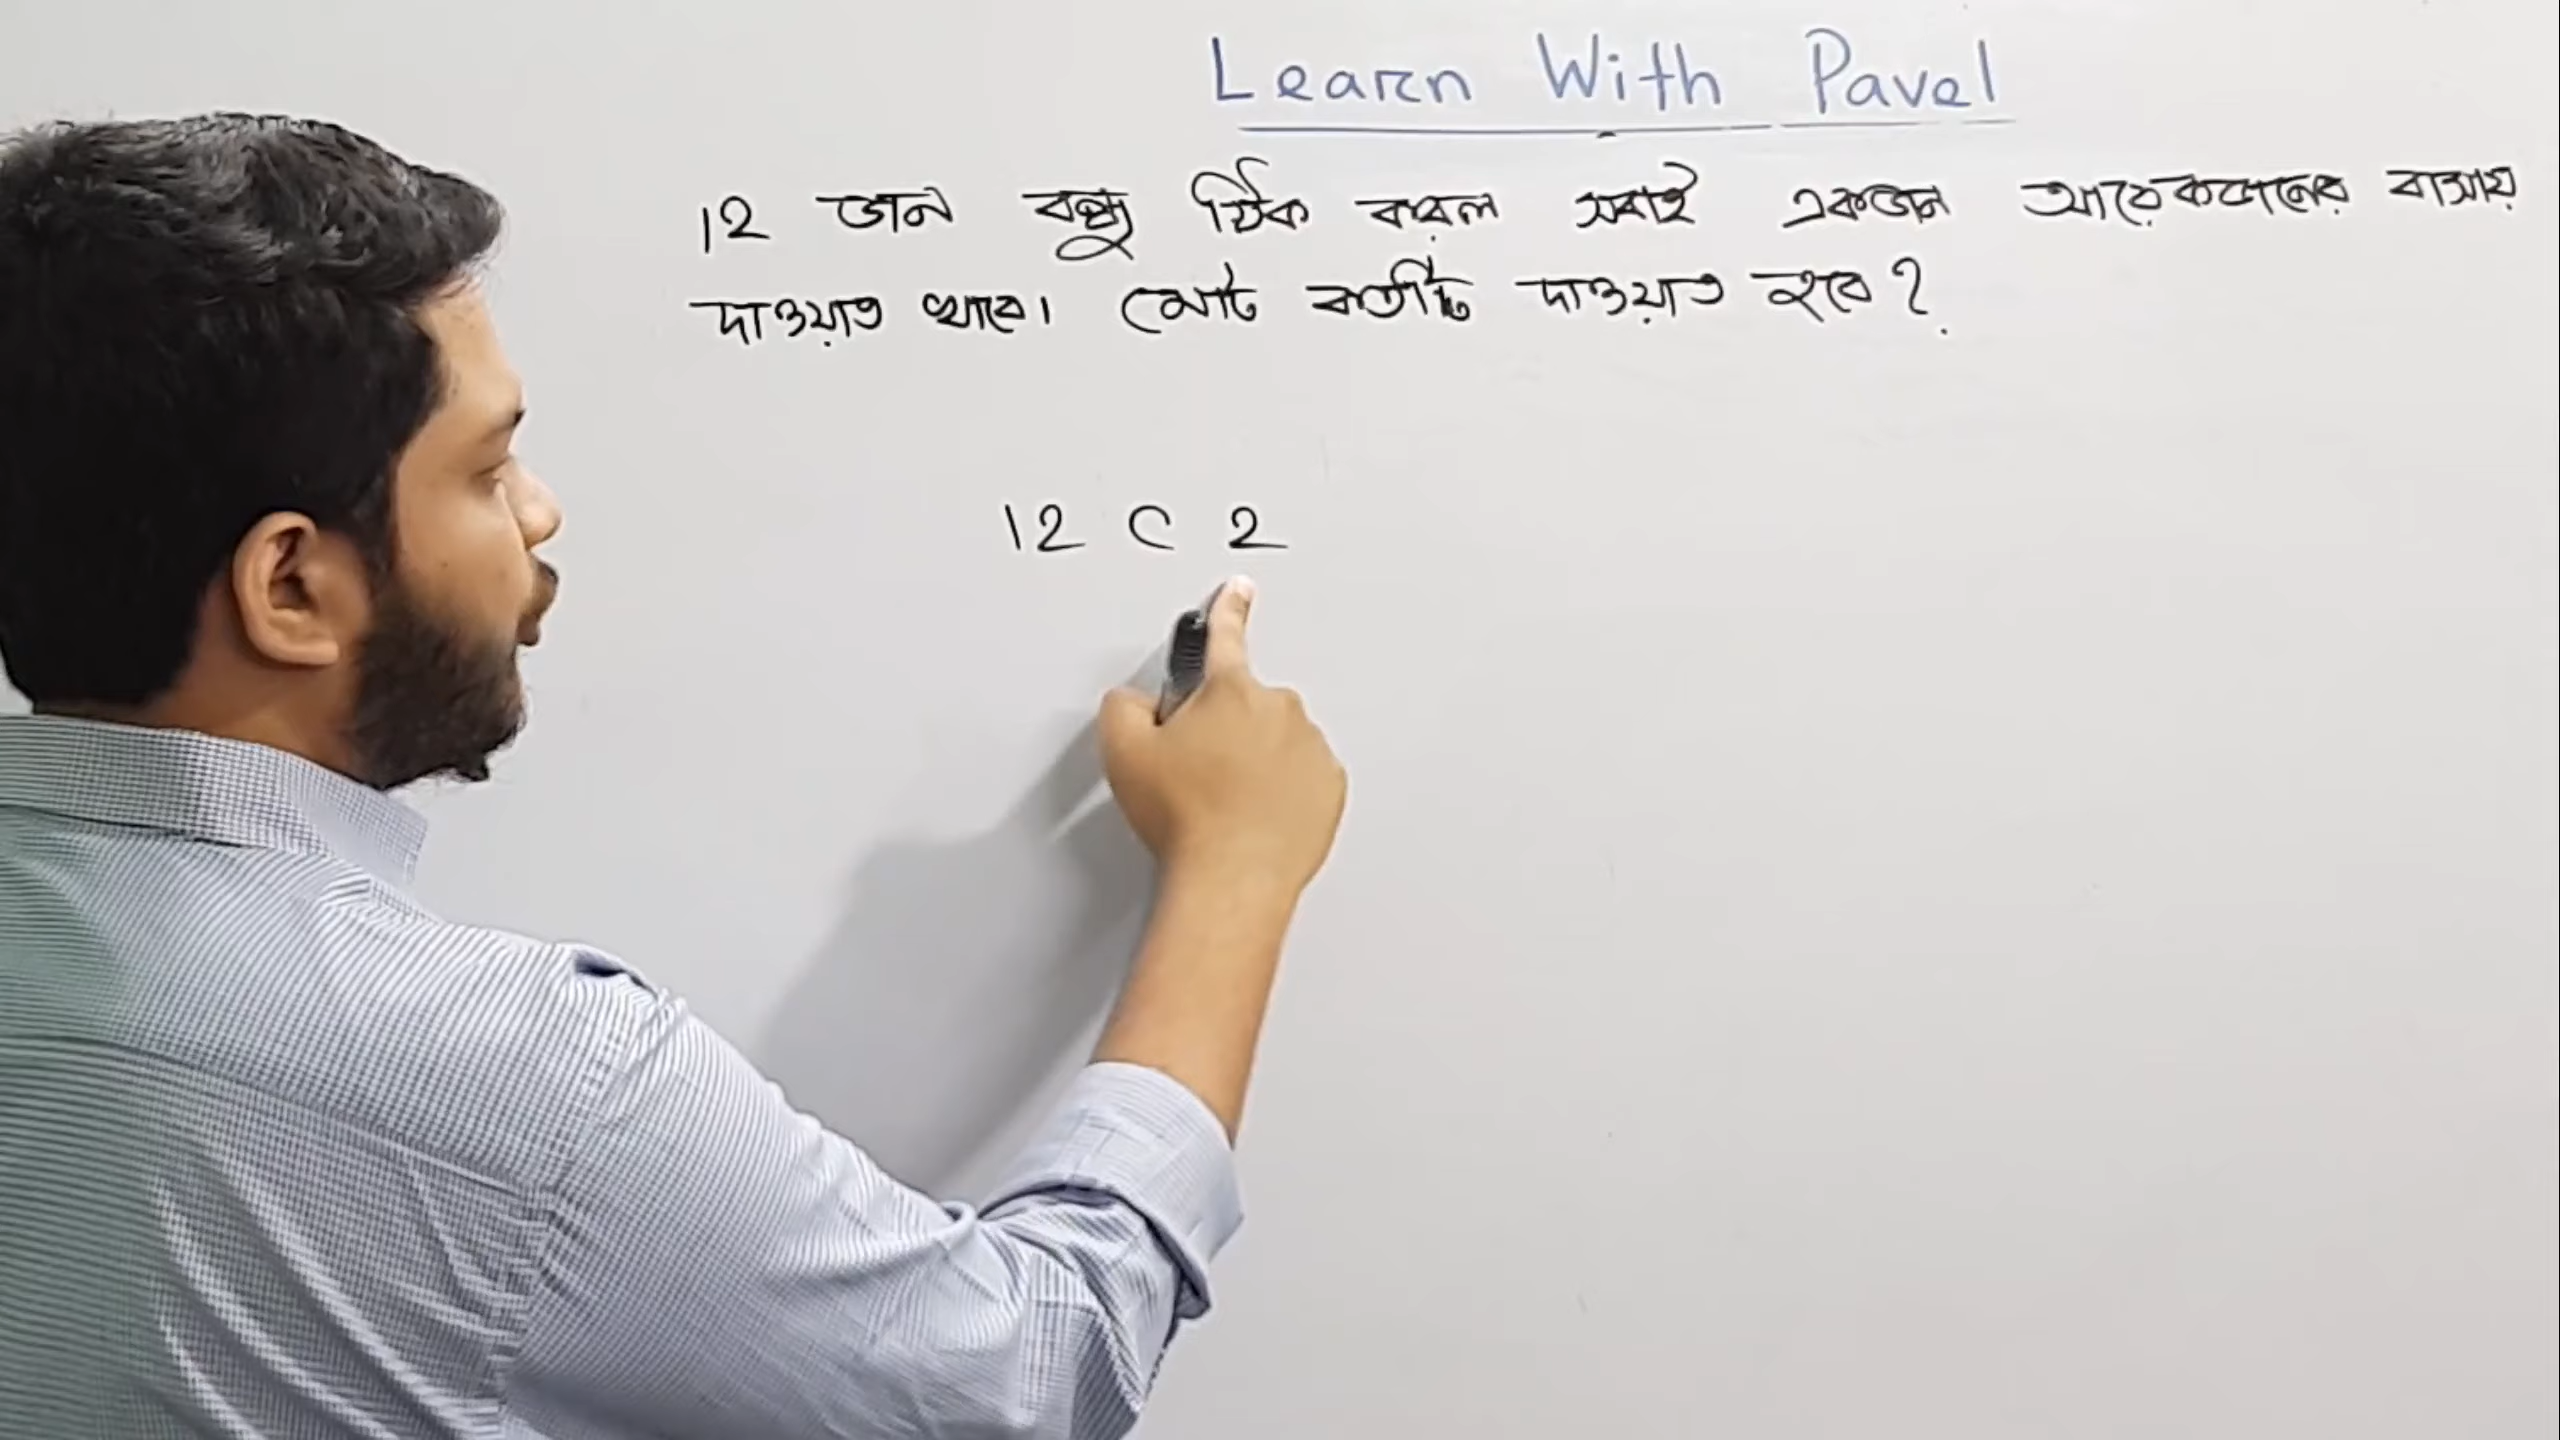 Learn With Pavel
12 জন বন্ধু ঠিক করল সবাই একজন আরেকজনের বাসায়
দাওয়াত খাবে। মোট কতটি দাওয়াত হবে?
12 C 2